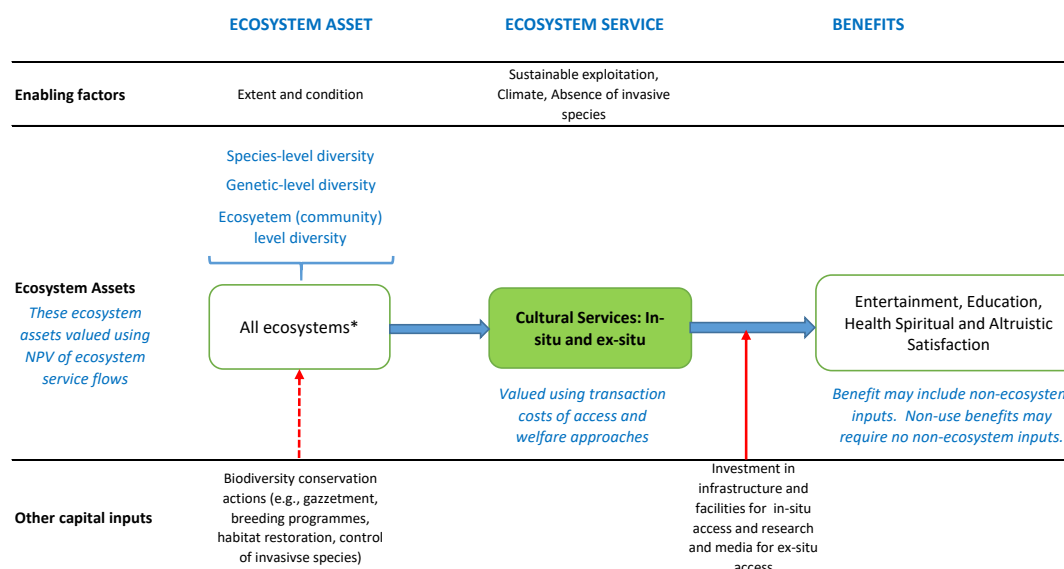 ECOSYSTEM ASSET
ECOSYSTEM SERVICE
BENEFITS
Enabling factors
Extent and condition
Sustainable exploitation,
Climate, Absence of invasive
species
Species-level diversity
Genetic-level diversity
Ecosyetem (community)
level diversity
Ecosystem Assets
These ecosystem
assets valued using
NPV of ecosystem
service flows
All ecosystems*
Cultural Services: In-
situ and ex-situ
Entertainment, Education,
Health Spiritual and Altruistic
Satisfaction
Valued using transaction
costs of access and
welfare approaches
Benefit may include non-ecosystem
inputs. Non-use benefits may
require no non-ecosystem inputs.
Other capital inputs
Biodiversity conservation
actions (e.g., gazzetment,
breeding programmes,
habitat restoration, control
of invasivse species)
Investment in
infrastructure and
facilities for in-situ
access and research
and media for ex-situ
access